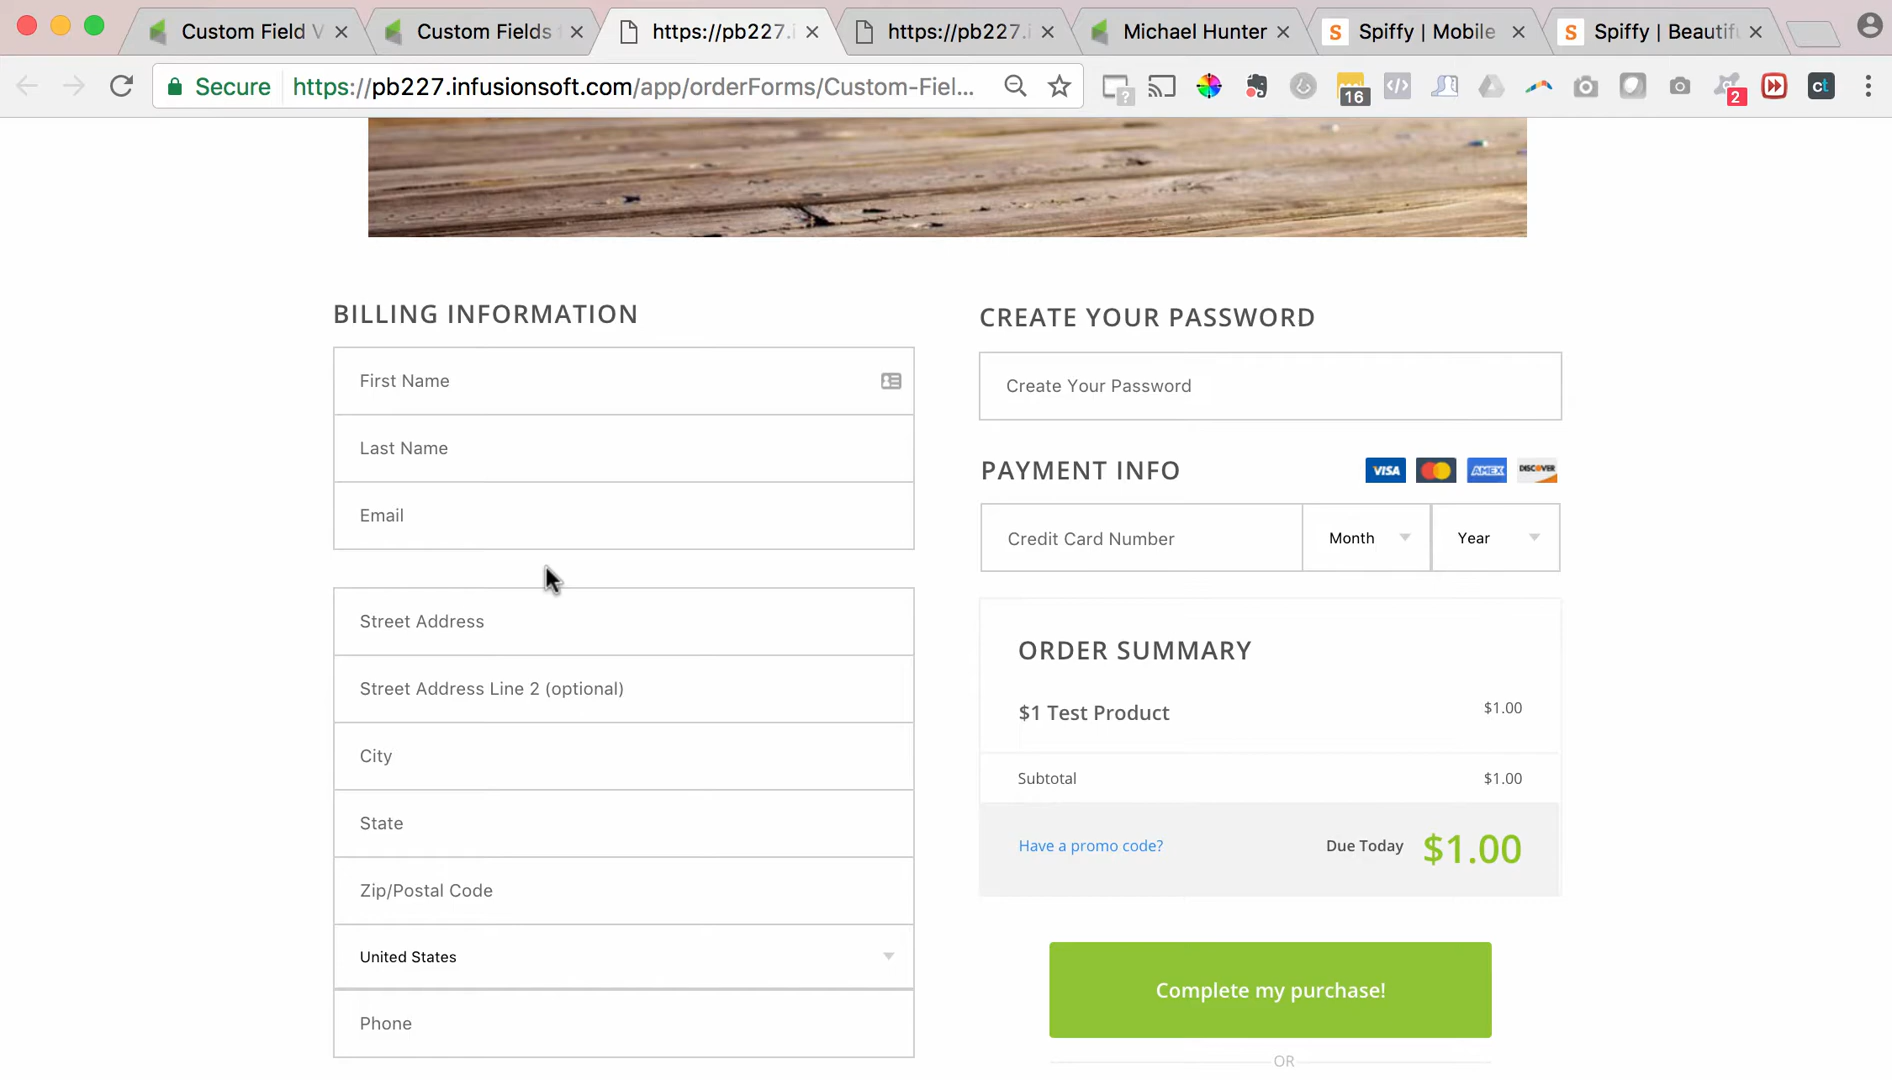 Custom Field V
Custom Fields f
https://pb227.i
https://pb227.i
Michael Hunter
S Spiffy | Mobile
S Spiffy | Beautifu
Secure https://pb227.infusionsoft.com/app/orderForms/Custom-Fiel...
16
2
ct
BILLING INFORMATION
First Name
Last Name
Email
Street Address
Street Address Line 2 (optional)
City
State
Zip/Postal Code
United States
Phone
CREATE YOUR PASSWORD
Create Your Password
PAYMENT INFO
VISA
AMEX
DISCOVER
Credit Card Number Month Year
ORDER SUMMARY
$1 Test Product $1.00
Subtotal $1.00
Have a promo code? Due Today $1.00
Complete my purchase!
OR